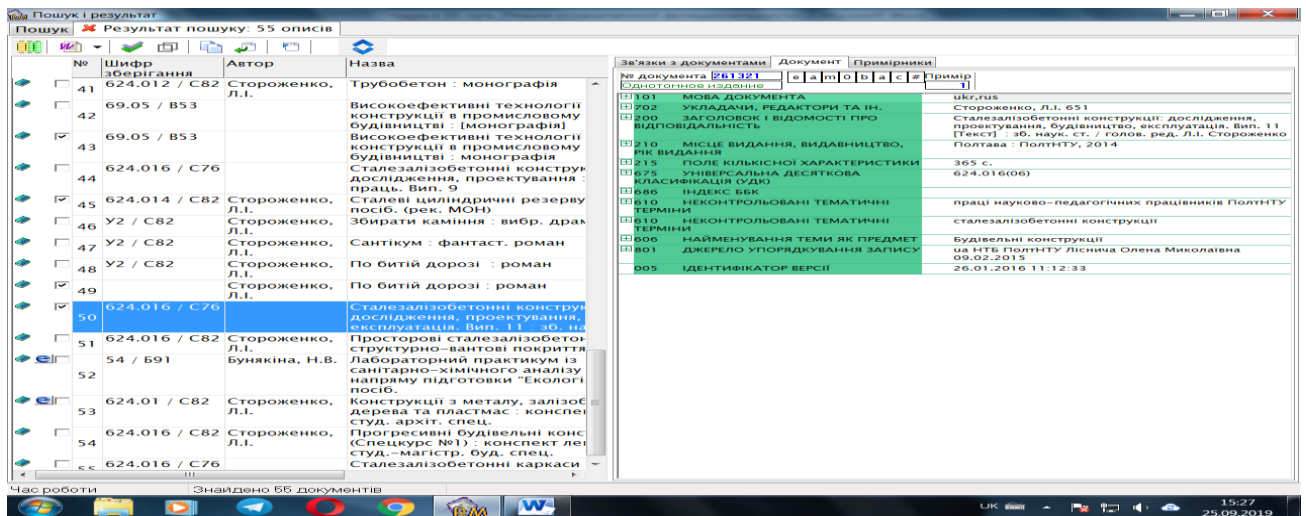 Пошук і результат
Пошук Результат пошуку: 55 описів
№ Шифр зберігання Автор Назва
41 624.012 / С82 Стороженко, Л.І. Трубобетон : монографія
42 69.05 / В53 Високоефективні технології
конструкції в промисловому
будівництві : [монографія]
43 69.05 / В53 Високоефективні технології
конструкції в промисловому
будівництві : монографія
44 624.016 / С76 Сталезалізобетонні конструк
дослідження, проектування :
праць. Вип. 9
45 624.014 / С82 Стороженко, Л.І. Сталеві циліндричні резерву
посіб. (рек. МОН)
46 У2 / С82 Стороженко, Л.І. Збирати каміння : вибр. драм
47 У2 / С82 Стороженко, Л.І. Сантікум : фантаст. роман
48 У2 / С82 Стороженко, Л.І. По битій дорозі : роман
49 Стороженко, Л.І. По битій дорозі : роман
50 624.016 / С76 Сталезалізобетонні конструк
дослідження, проектування,
експлуатація. Вип. 11 : зб. на
51 624.016 / С82 Стороженко, Л.І. Просторові сталезалізобетон
структурно-вантові покриття
52 54 / Б91 Бунякіна, Н.В. Лабораторний практикум із
санітарно-хімічного аналізу
напряму підготовки "Екологі
посіб.
53 624.01 / С82 Стороженко, Л.І. Конструкції з металу, залізоб
дерева та пластмас : конспек
студ. архіт. спец.
54 624.016 / С82 Стороженко, Л.І. Прогресивні будівельні конс
(Спецкурс №1) : конспект ле
студ.-магістр. буд. спец.
55 624.016 / С76 Сталезалізобетонні каркаси
Час роботи Знайдено 55 документів
Зв'язки з документами Документ Примірники
№ документа 261321 e a m 0 b a c # Примір
Однотомное издание 1
101 МОВА ДОКУМЕНТА ukr,rus
702 УКЛАДАЧИ, РЕДАКТОРИ ТА ІН. Стороженко, Л.І. 651
200 ЗАГОЛОВОК І ВІДОМОСТІ ПРО ВІДПОВІДАЛЬНІСТЬ Сталезалізобетонні конструкції: дослідження,
проектування, будівництво, експлуатація. Вип. 11
[Текст] : зб. наук. ст. / голов. ред. Л.І. Стороженко
210 МІСЦЕ ВИДАННЯ, ВИДАВНИЦТВО, РІК ВИДАННЯ Полтава : ПолтНТУ, 2014
215 ПОЛЕ КІЛЬКІСНОЇ ХАРАКТЕРИСТИКИ 365 с.
675 УНІВЕРСАЛЬНА ДЕСЯТКОВА КЛАСИФІКАЦІЯ (УДК) 624.016(06)
686 ІНДЕКС ББК
610 НЕКОНТРОЛЬОВАНІ ТЕМАТИЧНІ ТЕРМІНИ праці науково-педагогічних працівників ПолтНТУ
610 НЕКОНТРОЛЬОВАНІ ТЕМАТИЧНІ ТЕРМІНИ сталезалізобетонні конструкції
606 НАЙМЕНУВАННЯ ТЕМИ ЯК ПРЕДМЕТ Будівельні конструкції
801 ДЖЕРЕЛО УПОРЯДКУВАННЯ ЗАПИСУ ua НТБ ПолтНТУ Ліснича Олена Миколаївна
09.02.2015
005 ІДЕНТИФІКАТОР ВЕРСІЇ 26.01.2016 11:12:33
UK 15:27
25.09.2019